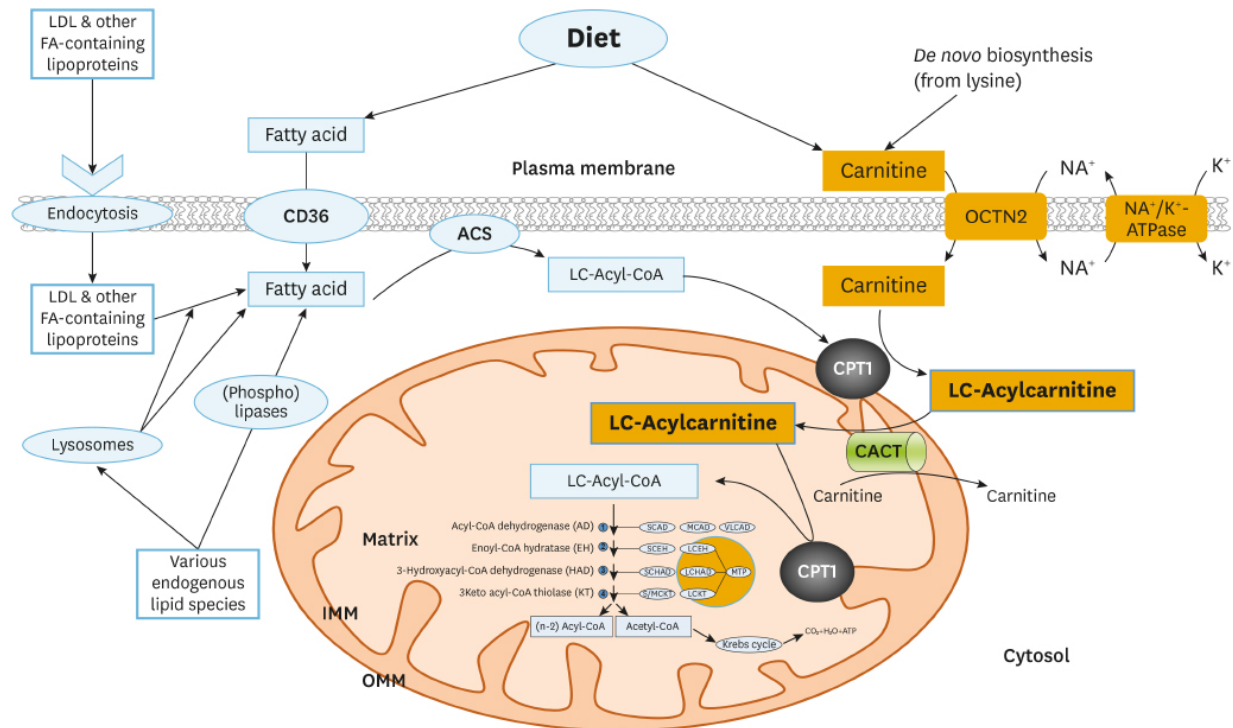 LDL & other
FA-containing
lipoproteins
Diet
De novo biosynthesis
(from lysine)
Fatty acid
Plasma membrane
Carnitine
NA⁺
K⁺
Endocytosis
CD36
ACS
OCTN2
NA⁺/K⁺-
ATPase
LC-Acyl-CoA
NA⁺
K⁺
Fatty acid
Carnitine
LDL & other
FA-containing
lipoproteins
CPT1
LC-Acylcarnitine
(Phospho)
lipases
LC-Acylcarnitine
Lysosomes
CACT
LC-Acyl-CoA
Carnitine
Carnitine
Matrix
Acyl-CoA dehydrogenase (AD) 1 SCAD MCAD VLCAD
Enoyl-CoA hydratase (EH) 2 SCEH LCEH
3-Hydroxyacyl-CoA dehydrogenase (HAD) 3 SCHAD LCHAD MTP
3Keto acyl-CoA thiolase (KT) 4 S/MCKT LCKT
CPT1
Various
endogenous
lipid species
IMM
(n-2) Acyl-CoA
Acetyl-CoA
Krebs cycle
CO₂+H₂O+ATP
Cytosol
OMM